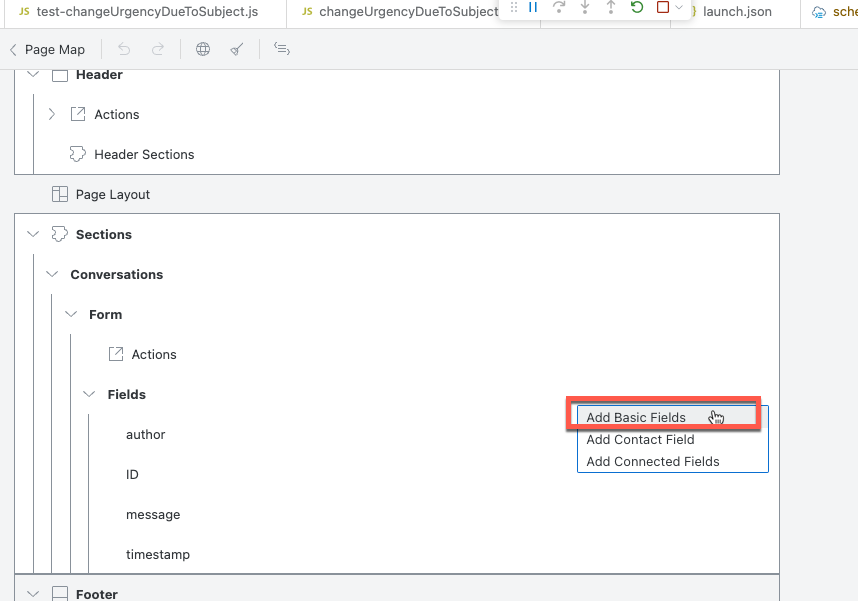 JS test-changeUrgencyDueToSubject.js JS changeUrgencyDueToSubject launch.json sche
Page Map
Header
Actions
Header Sections
Page Layout
Sections
Conversations
Form
Actions
Fields
Add Basic Fields
author
Add Contact Field
Add Connected Fields
ID
message
timestamp
Footer